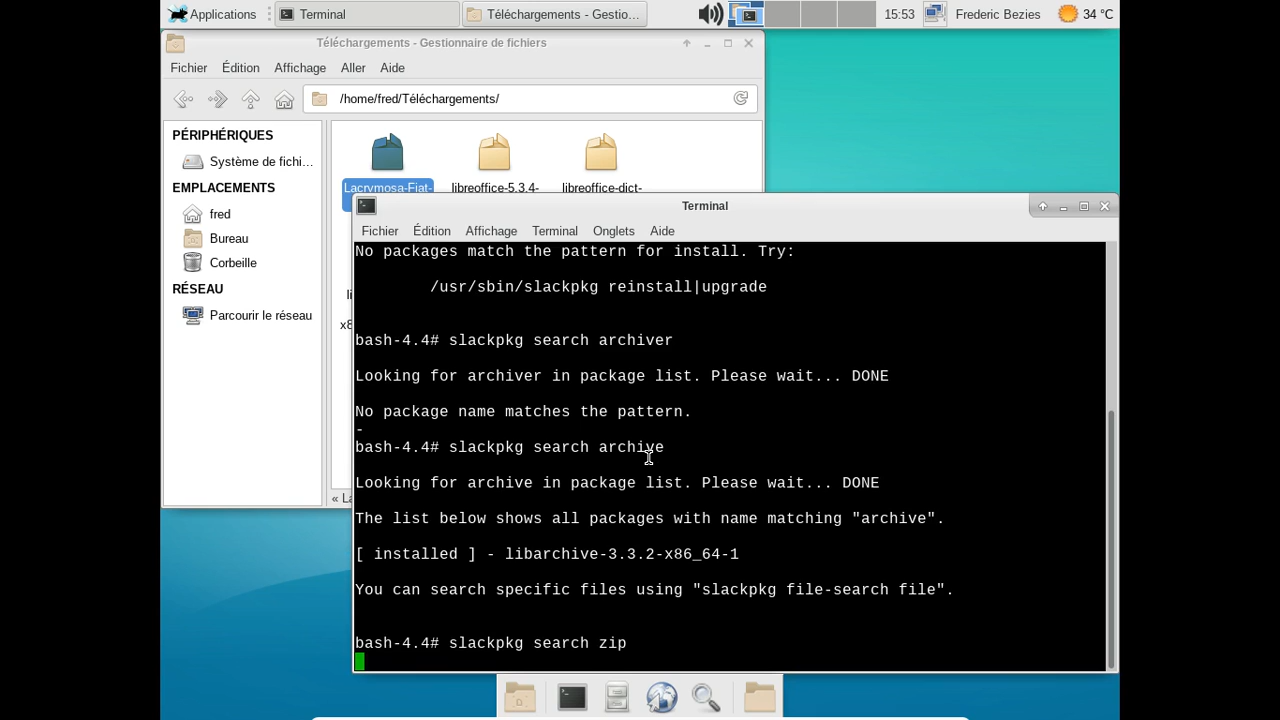 Applications
Terminal
Téléchargements - Gestio...
15:53
Frederic Bezies
34 °C
Téléchargements - Gestionnaire de fichiers
Fichier Édition Affichage Aller Aide
/home/fred/Téléchargements/
PÉRIPHÉRIQUES
Système de fichi...
EMPLACEMENTS
fred
Bureau
Corbeille
RÉSEAU
Parcourir le réseau
Lacrymosa-Fiat-
libreoffice-5.3.4-
libreoffice-dict-
li
x8
« La
Terminal
Fichier Édition Affichage Terminal Onglets Aide
No packages match the pattern for install. Try:
/usr/sbin/slackpkg reinstall|upgrade
bash-4.4# slackpkg search archiver
Looking for archiver in package list. Please wait... DONE
No package name matches the pattern.
-
bash-4.4# slackpkg search archive
Looking for archive in package list. Please wait... DONE
The list below shows all packages with name matching "archive".
[ installed ] - libarchive-3.3.2-x86_64-1
You can search specific files using "slackpkg file-search file".
bash-4.4# slackpkg search zip